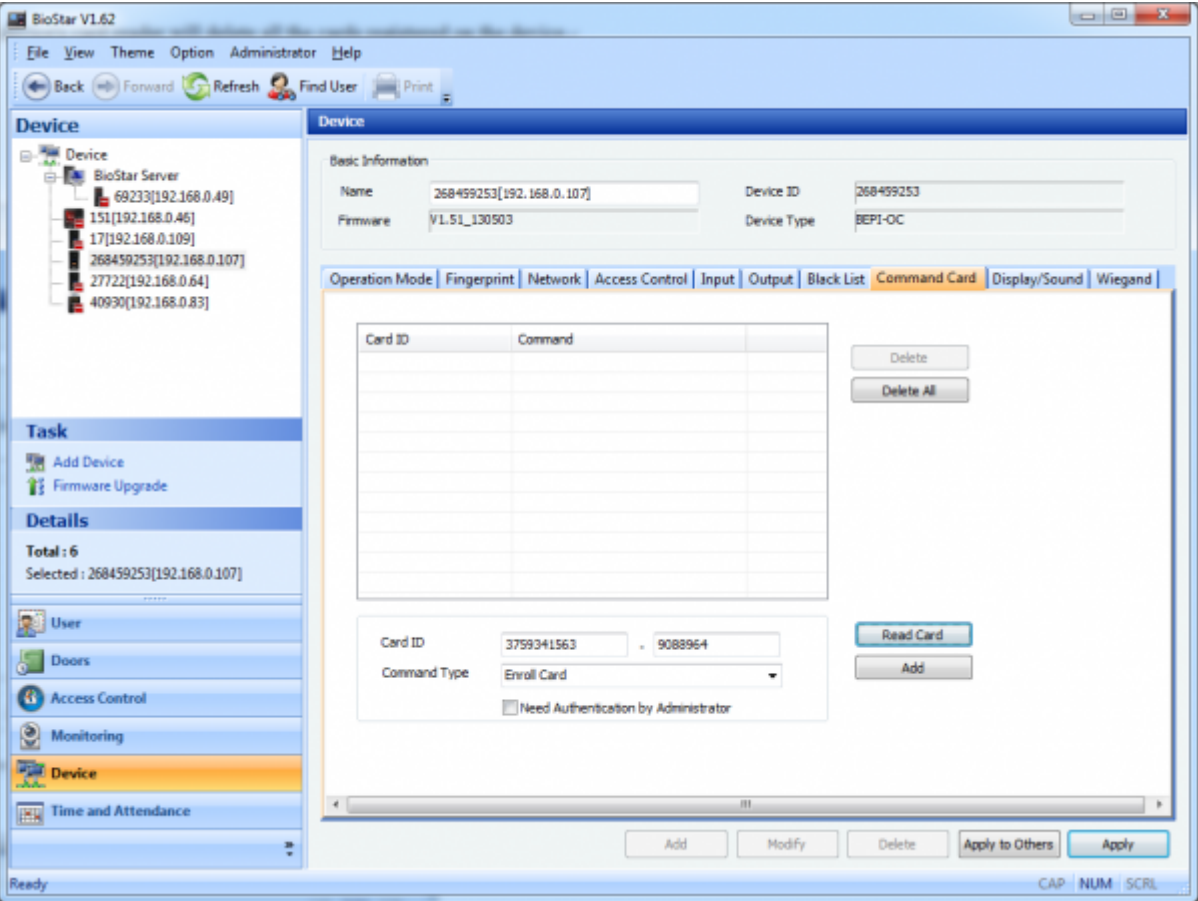 BioStar V1.62
File View Theme Option Administrator Help
Back Forward Refresh Find User Print
Device
Device
BioStar Server
69233[192.168.0.49]
151[192.168.0.46]
17[192.168.0.109]
268459253[192.168.0.107]
27722[192.168.0.64]
40930[192.168.0.83]
Task
Add Device
Firmware Upgrade
Details
Total : 6
Selected : 268459253[192.168.0.107]
User
Doors
Access Control
Monitoring
Device
Time and Attendance
Ready
Device
Basic Information
Name 268459253[192.168.0.107] Device ID 268459253
Firmware V1.51_130503 Device Type BEPI-OC
Operation Mode Fingerprint Network Access Control Input Output Black List Command Card Display/Sound Wiegand
Card ID Command
Delete
Delete All
Card ID 3759341563 - 9088964 Read Card
Command Type Enroll Card Add
Need Authentication by Administrator
Add Modify Delete Apply to Others Apply
CAP NUM SCRL